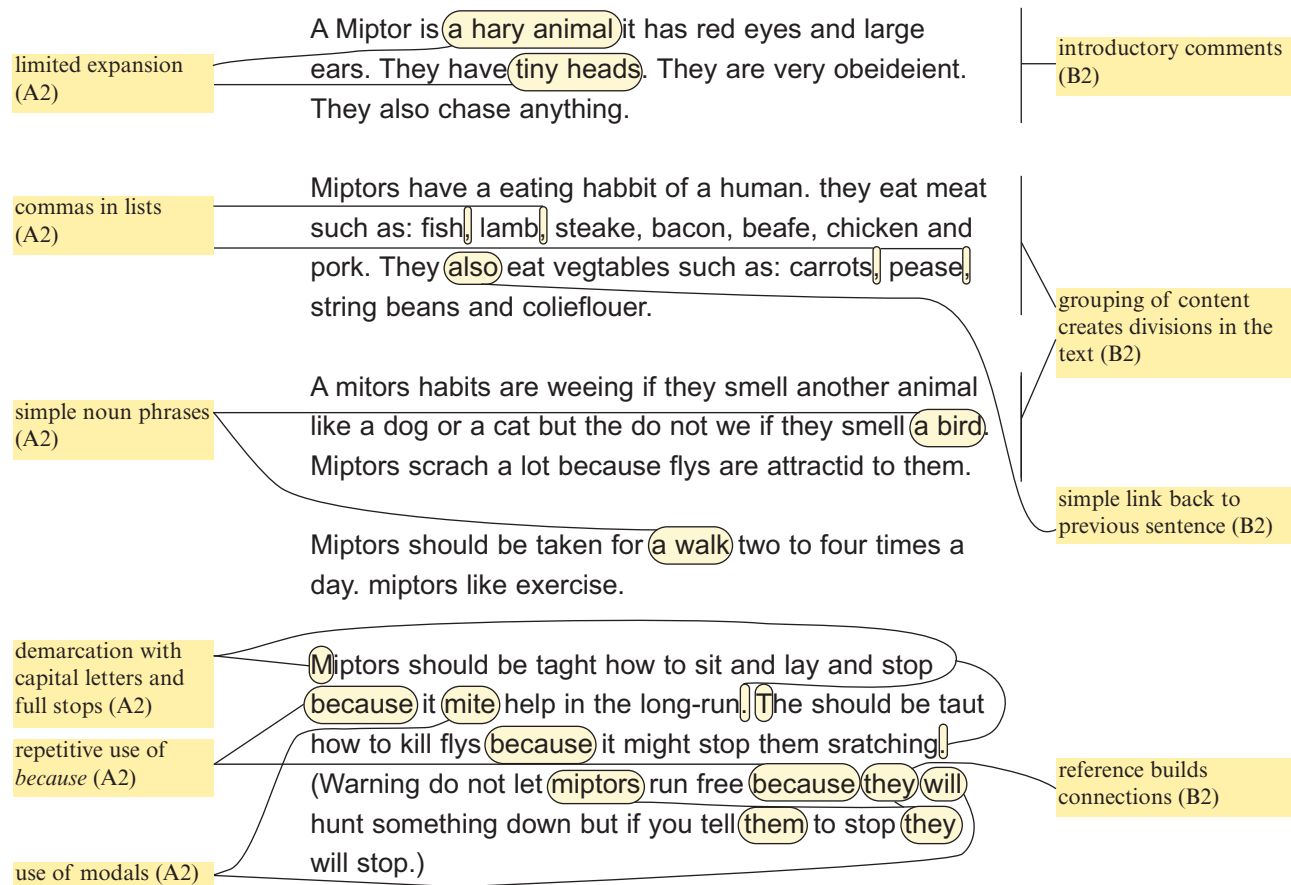 A Miptor is a hary animal it has red eyes and large
ears. They have tiny heads. They are very obeideient.
They also chase anything.
limited expansion
(A2)
introductory comments
(B2)
Miptors have a eating habbit of a human. they eat meat
such as: fish, lamb, steake, bacon, beafe, chicken and
pork. They also eat vegtables such as: carrots, pease,
string beans and colieflouer.
commas in lists
(A2)
grouping of content
creates divisions in the
text (B2)
A mitors habits are weeing if they smell another animal
like a dog or a cat but the do not we if they smell a bird.
Miptors scrach a lot because flys are attractid to them.
simple noun phrases
(A2)
simple link back to
previous sentence (B2)
Miptors should be taken for a walk two to four times a
day. miptors like exercise.
demarcation with
capital letters and
full stops (A2)
repetitive use of
because (A2)
use of modals (A2)
Miptors should be taght how to sit and lay and stop
because it mite help in the long-run. The should be taut
how to kill flys because it might stop them sratching.
(Warning do not let miptors run free because they will
hunt something down but if you tell them to stop they
will stop.)
reference builds
connections (B2)